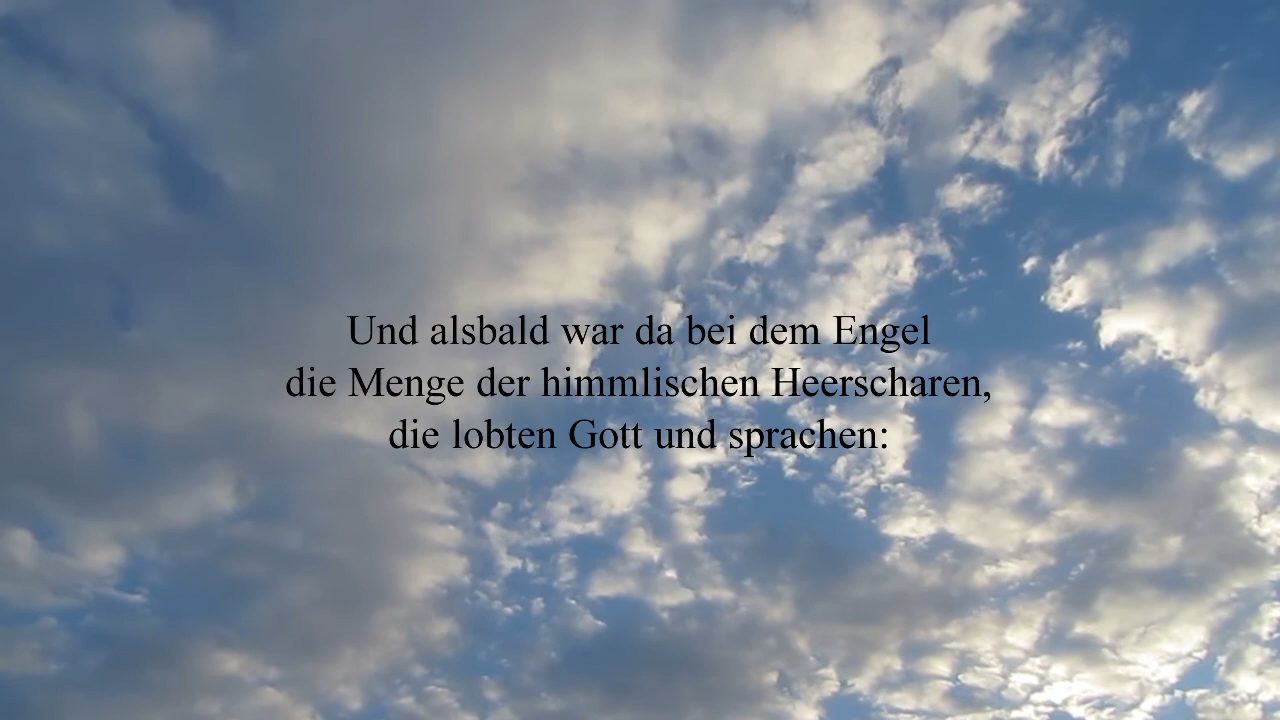 Und alsbald war da bei dem Engel
die Menge der himmlischen Heerscharen,
die lobten Gott und sprachen: